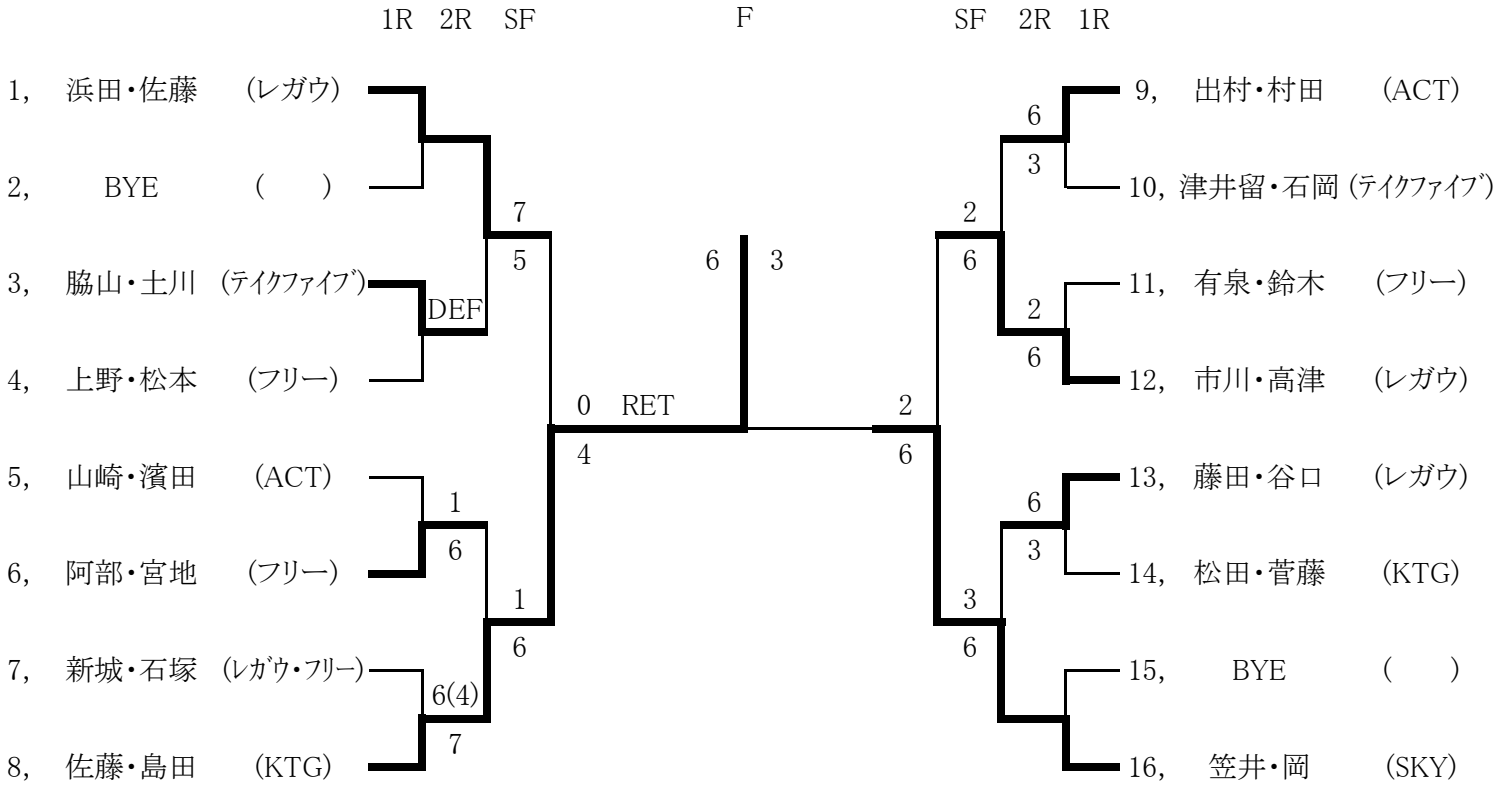 1R 2R SF F SF 2R 1R
1, 浜田・佐藤 (レガウ)
2, BYE ( )
3, 脇山・土川 (テイクファイブ)
4, 上野・松本 (フリー)
5, 山崎・濱田 (ACT)
6, 阿部・宮地 (フリー)
7, 新城・石塚 (レガウ・フリー)
8, 佐藤・島田 (KTG)
DEF
1
6
6(4)
7
7
5
1
6
0 RET
4
6 3
2
6
2
6
3
6
6
3
2
6
6
3
9, 出村・村田 (ACT)
10, 津井留・石岡 (テイクファイブ)
11, 有泉・鈴木 (フリー)
12, 市川・高津 (レガウ)
13, 藤田・谷口 (レガウ)
14, 松田・菅藤 (KTG)
15, BYE ( )
16, 笠井・岡 (SKY)